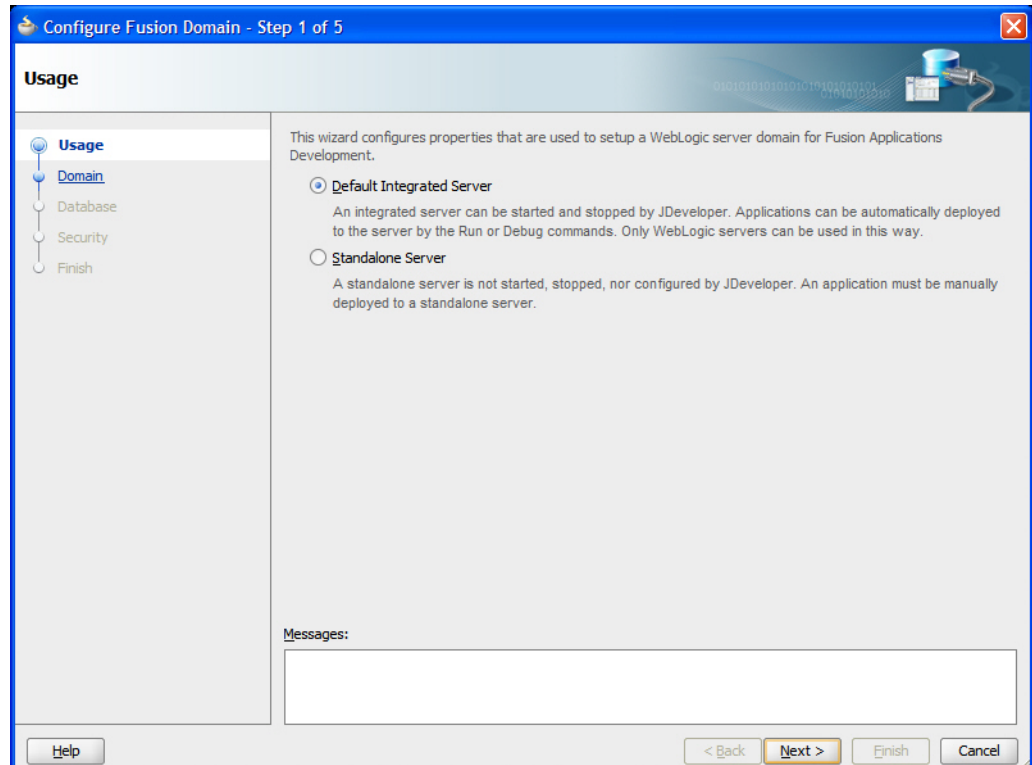 Configure Fusion Domain - Step 1 of 5
Usage
Usage
Domain
Database
Security
Finish
This wizard configures properties that are used to setup a WebLogic server domain for Fusion Applications
Development.
Default Integrated Server
An integrated server can be started and stopped by JDeveloper. Applications can be automatically deployed
to the server by the Run or Debug commands. Only WebLogic servers can be used in this way.
Standalone Server
A standalone server is not started, stopped, nor configured by JDeveloper. An application must be manually
deployed to a standalone server.
Messages:
Help
< Back
Next >
Finish
Cancel